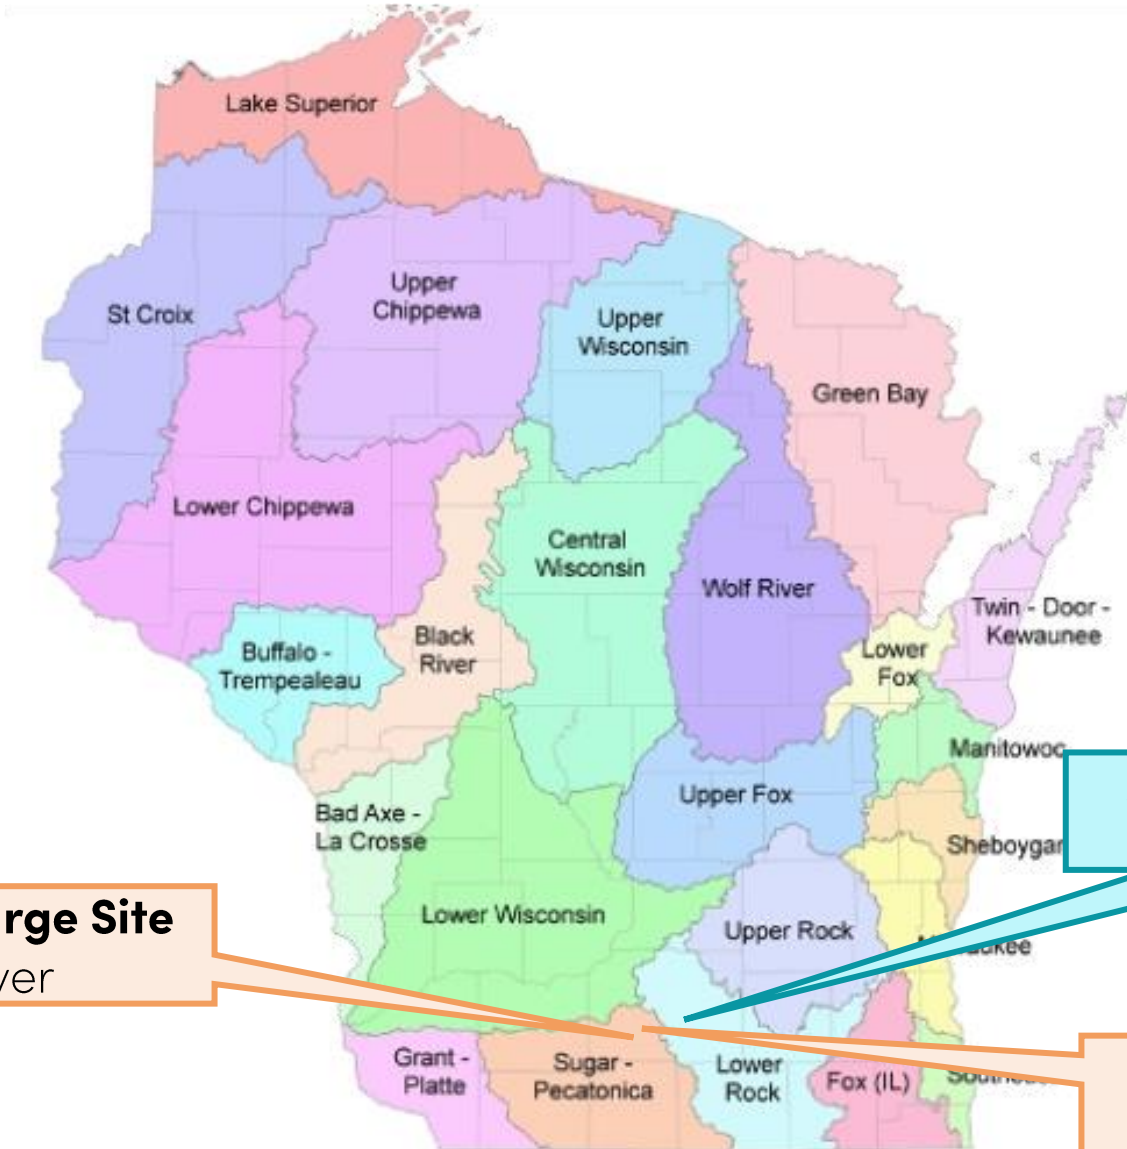 Lake Superior
St Croix
Upper
Chippewa
Upper
Wisconsin
Green Bay
Lower Chippewa
Central
Wisconsin
Wolf River
Twin - Door -
Kewaunee
Buffalo -
Trempealeau
Black
River
Lower
Fox
Manitowoc
Upper Fox
Bad Axe -
La Crosse
Sheboygan
rge Site
ver
Lower Wisconsin
Upper Rock
Grant -
Platte
Sugar -
Pecatonica
Lower
Rock
Fox (IL)